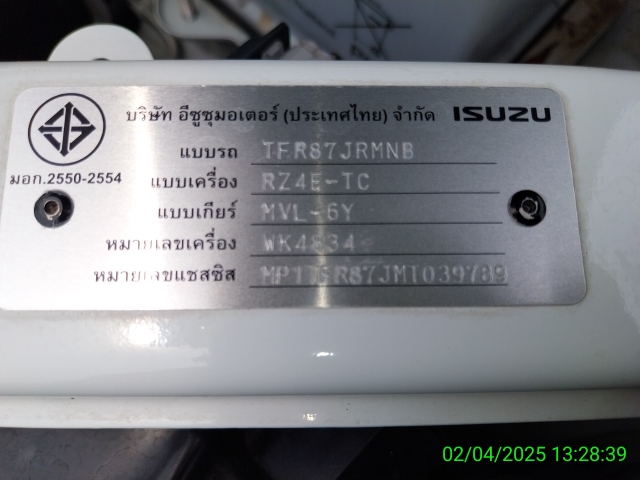 บริษัท อีซูซุมอเตอร์ (ประเทศไทย) จำกัด ISUZU
แบบรถ TFR87JRMNB
มอก.2550-2554
แบบเครื่อง RZ4E-TC
แบบเกียร์ MVL-6Y
หมายเลขเครื่อง
หมายเลขแชสซิส MP1TFR87JMT039789
02/04/2025 13:28:39